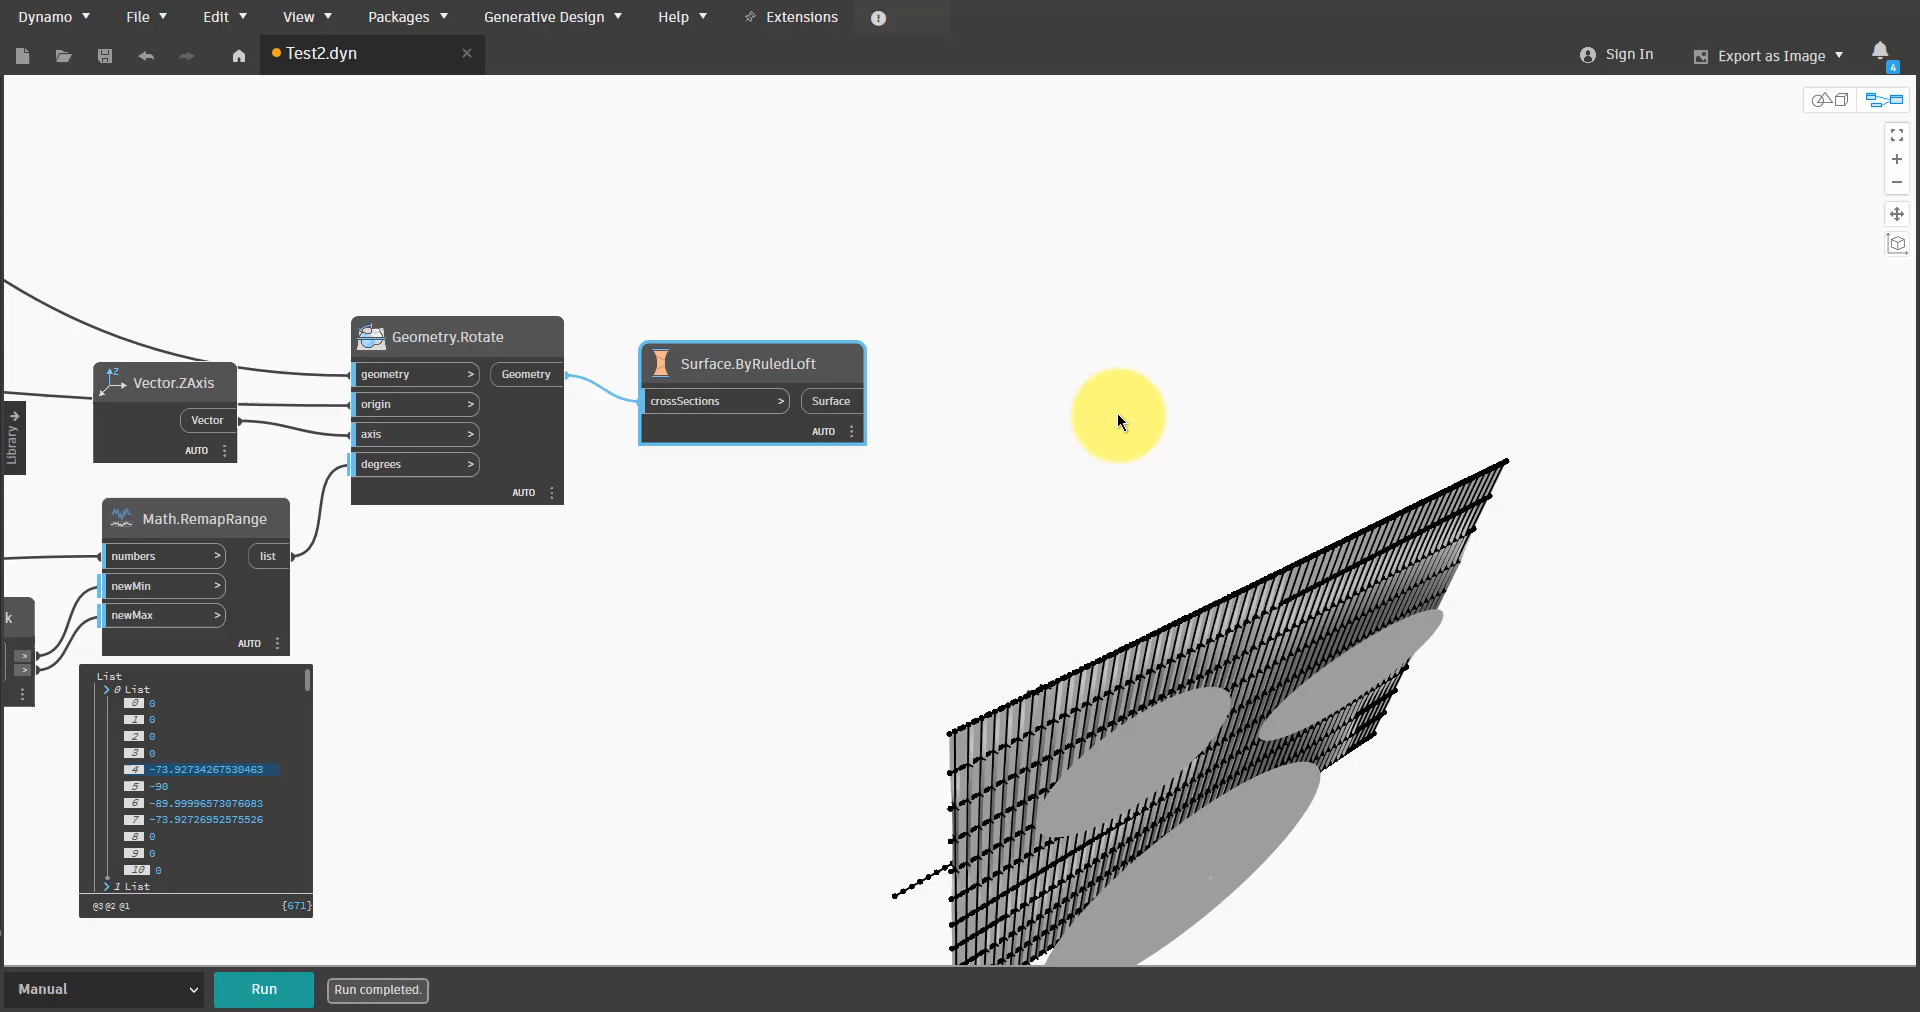 Dynamo File Edit View Packages Generative Design Help Extensions
Test2.dyn
Sign In Export as Image
4
Geometry.Rotate
geometry > Geometry
origin >
axis >
degrees >
AUTO
Surface.ByRuledLoft
crossSections > Surface
AUTO
Vector.ZAxis
Z
Vector
AUTO
Library
Math.RemapRange
numbers > list
newMin >
newMax >
AUTO
k
>
>
List
0 List
0 0
1 0
2 0
3 0
4 -73.92734267530463
5 -90
6 -89.99996573076083
7 -73.92726952575526
8 0
9 0
10 0
1 List
@3 @2 @1 {671}
Manual Run Run completed.